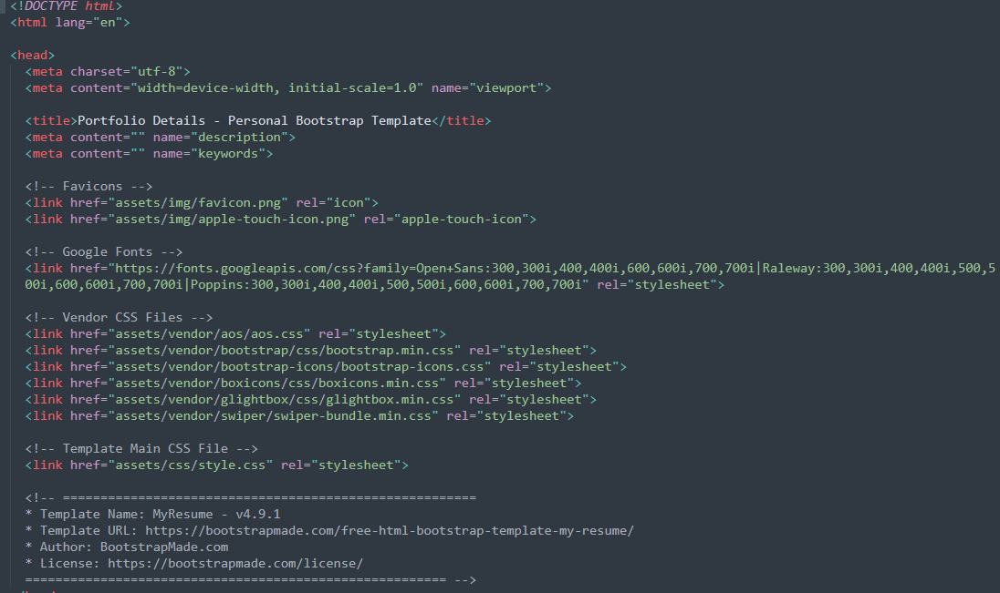 <!DOCTYPE html>
<html lang="en">
<head>
<meta charset="utf-8">
<meta content="width=device-width, initial-scale=1.0" name="viewport">
<title>Portfolio Details - Personal Bootstrap Template</title>
<meta content="" name="description">
<meta content="" name="keywords">
<!-- Favicons -->
<link href="assets/img/favicon.png" rel="icon">
<link href="assets/img/apple-touch-icon.png" rel="apple-touch-icon">
<!-- Google Fonts -->
<link href="https://fonts.googleapis.com/css?family=Open+Sans:300,300i,400,400i,600,600i,700,700i|Raleway:300,300i,400,400i,500,5
00i,600,600i,700,700i|Poppins:300,300i,400,400i,500,500i,600,600i,700,700i" rel="stylesheet">
<!-- Vendor CSS Files -->
<link href="assets/vendor/aos/aos.css" rel="stylesheet">
<link href="assets/vendor/bootstrap/css/bootstrap.min.css" rel="stylesheet">
<link href="assets/vendor/bootstrap-icons/bootstrap-icons.css" rel="stylesheet">
<link href="assets/vendor/boxicons/css/boxicons.min.css" rel="stylesheet">
<link href="assets/vendor/glightbox/css/glightbox.min.css" rel="stylesheet">
<link href="assets/vendor/swiper/swiper-bundle.min.css" rel="stylesheet">
<!-- Template Main CSS File -->
<link href="assets/css/style.css" rel="stylesheet">
<!-- =======================================================
* Template Name: MyResume - v4.9.1
* Template URL: https://bootstrapmade.com/free-html-bootstrap-template-my-resume/
* Author: BootstrapMade.com
* License: https://bootstrapmade.com/license/
======================================================== -->